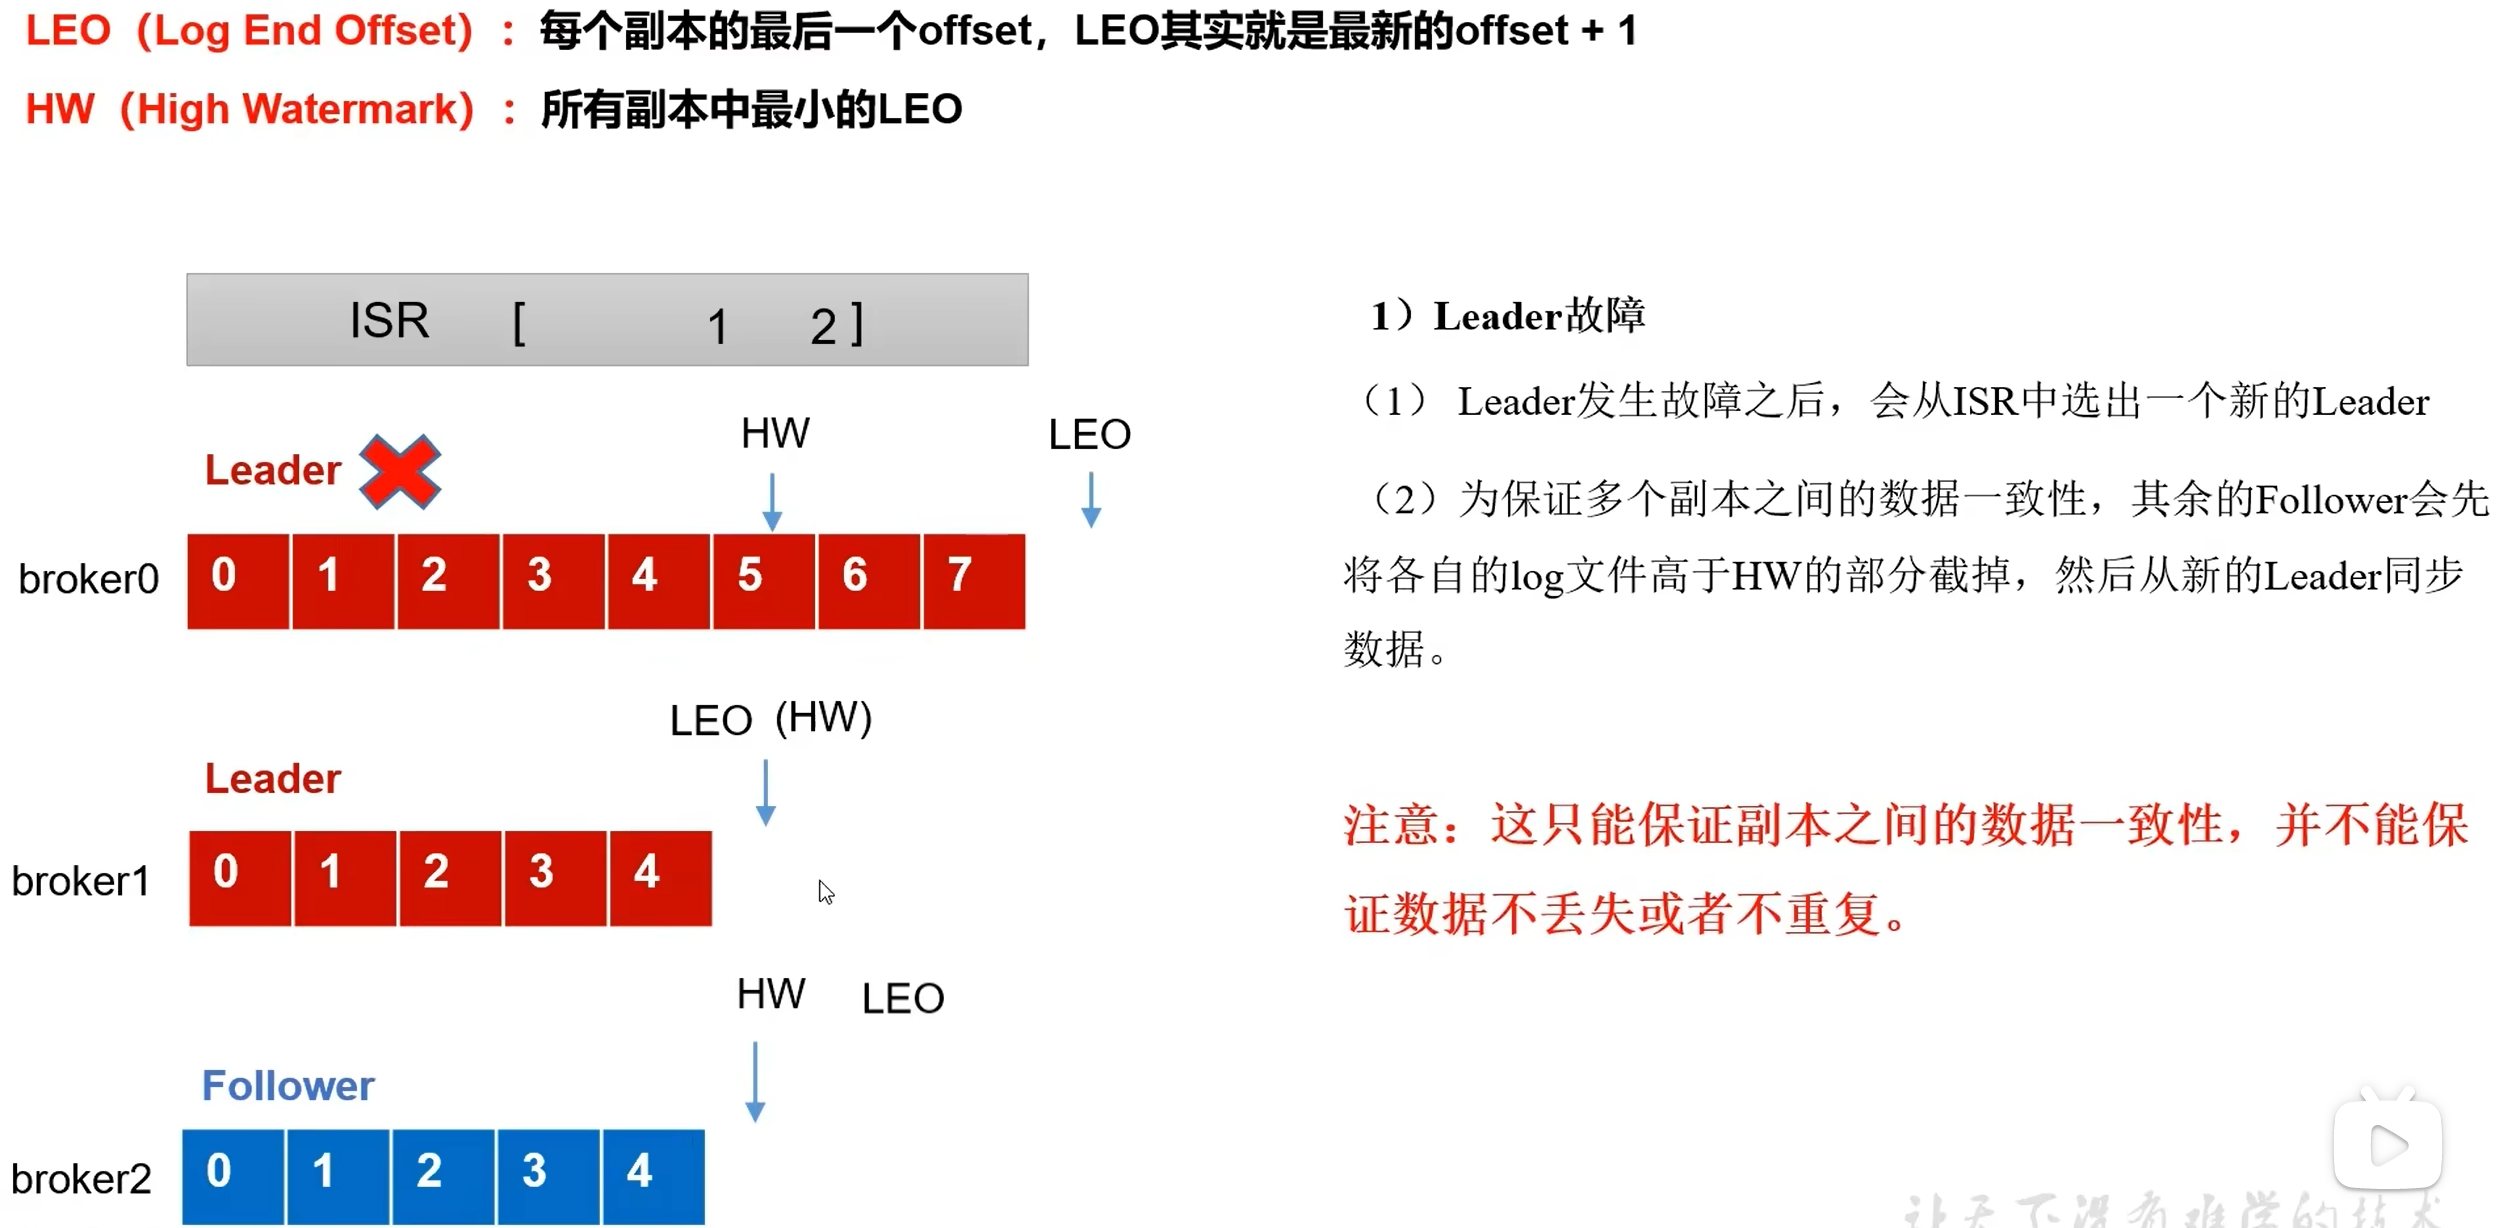 LEO（Log End Offset）：每个副本的最后一个offset，LEO其实就是最新的offset + 1
HW（High Watermark）：所有副本中最小的LEO
ISR [ 1 2 ]
HW LEO
Leader
broker0 0 1 2 3 4 5 6 7
LEO (HW)
Leader
broker1 0 1 2 3 4
HW LEO
Follower
broker2 0 1 2 3 4
1）Leader故障
（1） Leader发生故障之后，会从ISR中选出一个新的Leader
（2）为保证多个副本之间的数据一致性，其余的Follower会先
将各自的log文件高于HW的部分截掉，然后从新的Leader同步
数据。
注意：这只能保证副本之间的数据一致性，并不能保
证数据不丢失或者不重复。
让天下没有难学的技术